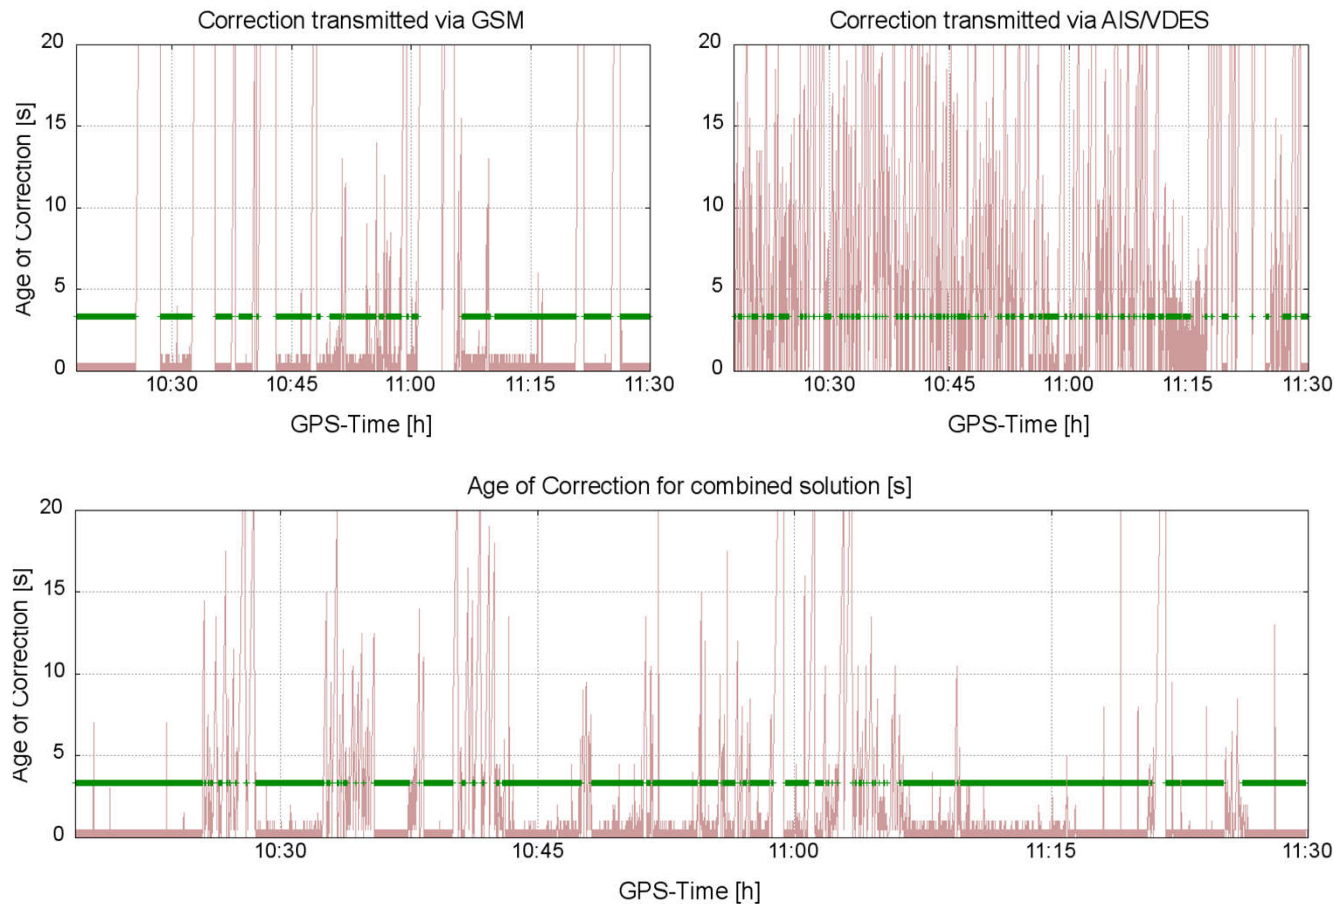 Correction transmitted via GSM
20
15
10
5
0
Age of Correction [s]
10:30 10:45 11:00 11:15 11:30
GPS-Time [h]
Correction transmitted via AIS/VDES
20
15
10
5
0
10:30 10:45 11:00 11:15 11:30
GPS-Time [h]
Age of Correction for combined solution [s]
20
15
10
5
0
Age of Correction [s]
10:30 10:45 11:00 11:15 11:30
GPS-Time [h]